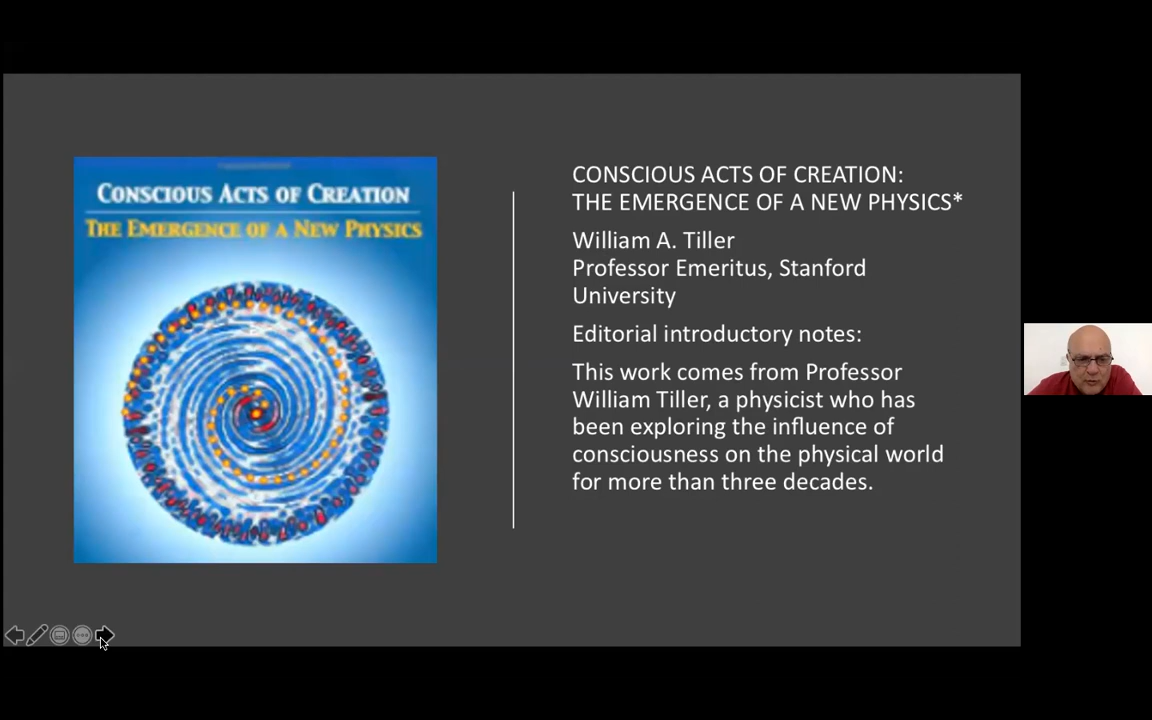 CONSCIOUS ACTS OF CREATION
THE EMERGENCE OF A NEW PHYSICS
CONSCIOUS ACTS OF CREATION:
THE EMERGENCE OF A NEW PHYSICS*
William A. Tiller
Professor Emeritus, Stanford
University
Editorial introductory notes:
This work comes from Professor
William Tiller, a physicist who has
been exploring the influence of
consciousness on the physical world
for more than three decades.